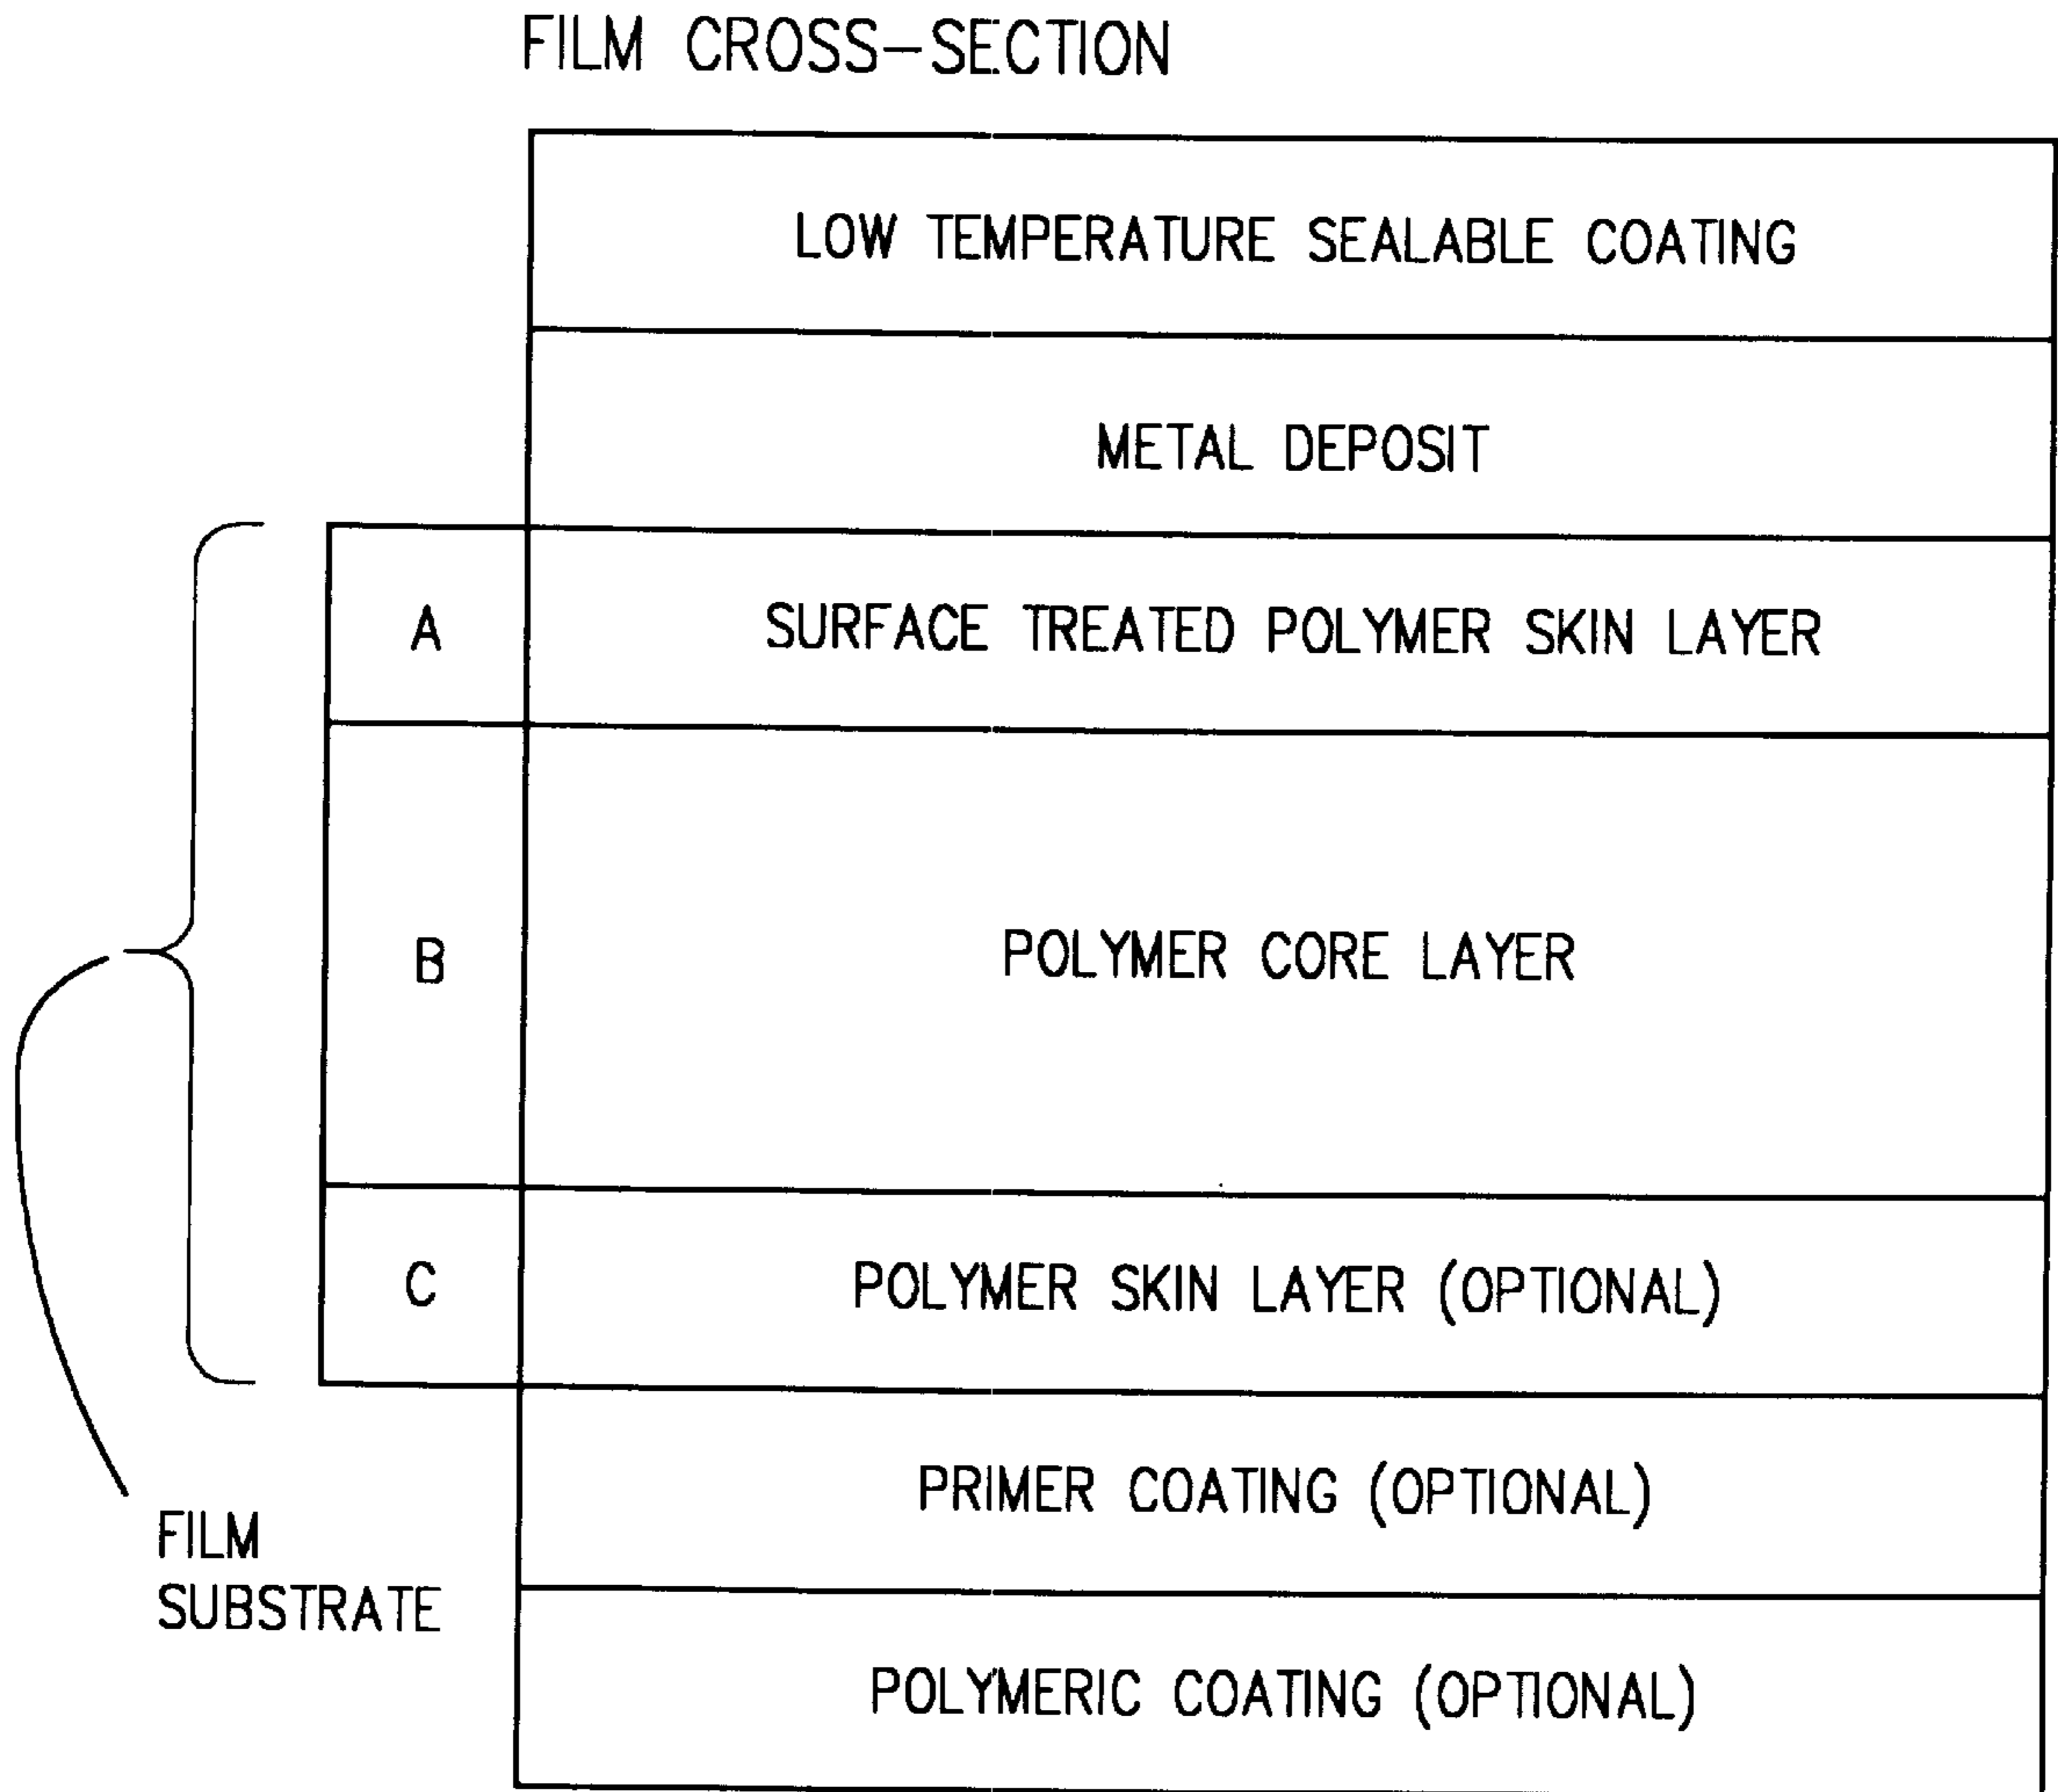 FILM CROSS-SECTION
LOW TEMPERATURE SEALABLE COATING
METAL DEPOSIT
A SURFACE TREATED POLYMER SKIN LAYER
B POLYMER CORE LAYER
C POLYMER SKIN LAYER (OPTIONAL)
PRIMER COATING (OPTIONAL)
FILM
SUBSTRATE
POLYMERIC COATING (OPTIONAL)